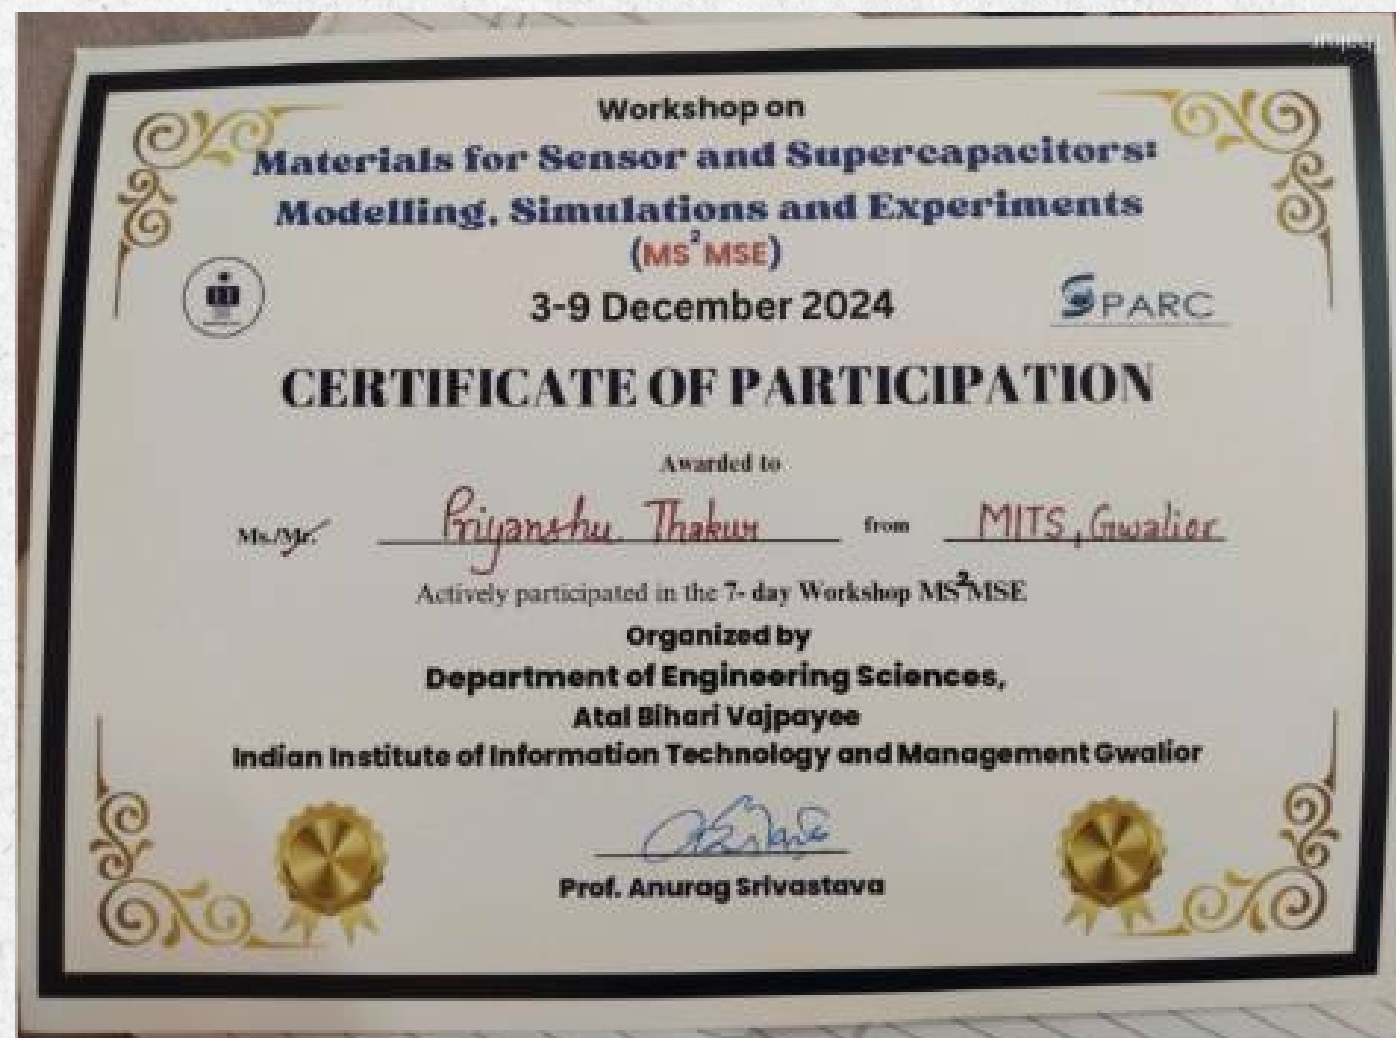 Workshop on
Materials for Sensor and Supercapacitors:
Modelling, Simulations and Experiments
(MS²MSE)
3-9 December 2024
SPARC
CERTIFICATE OF PARTICIPATION
Awarded to
Ms./Mr. Priyanshu Thakur from MITS, Gwalior
Actively participated in the 7- day Workshop MS²MSE
Organized by
Department of Engineering Sciences,
Atal Bihari Vajpayee
Indian Institute of Information Technology and Management Gwalior
Prof. Anurag Srivastava